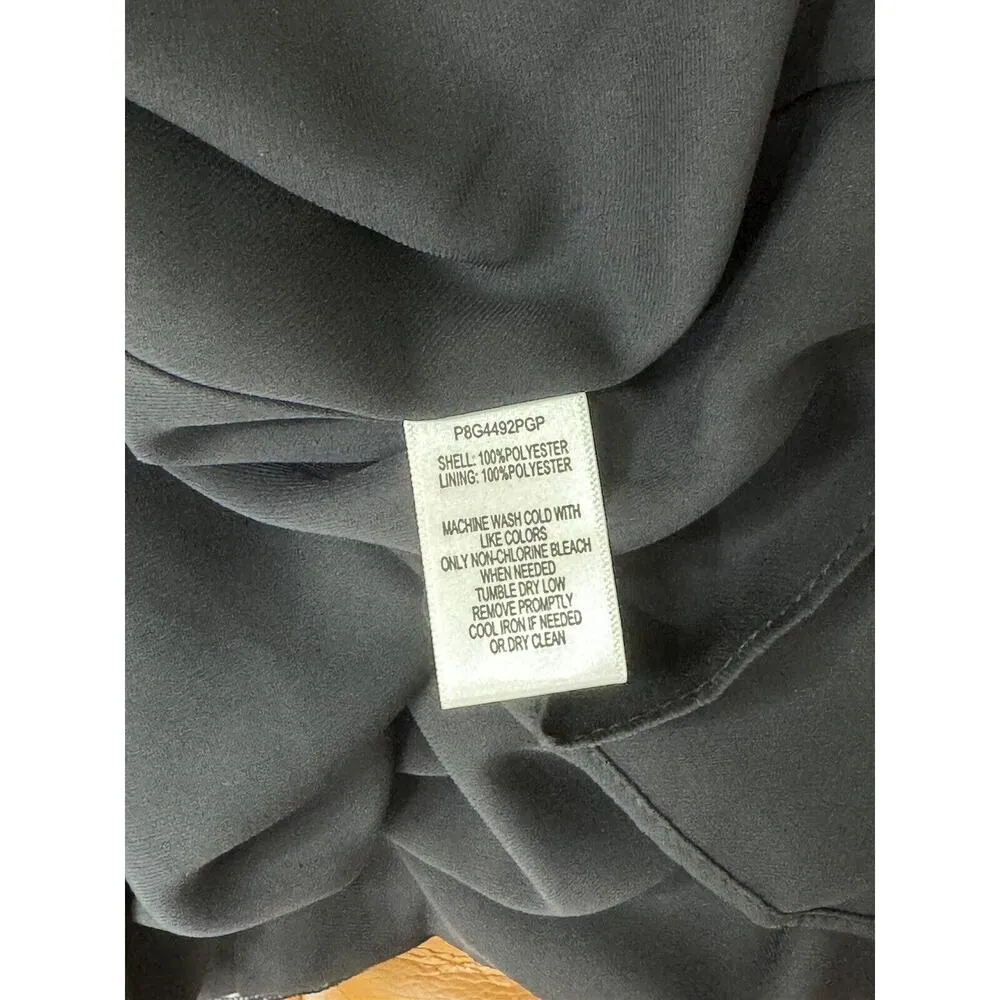 P8G4492PGP
SHELL: 100%POLYESTER
LINING: 100%POLYESTER
MACHINE WASH COLD WITH
LIKE COLORS
ONLY NON-CHLORINE BLEACH
WHEN NEEDED
TUMBLE DRY LOW
REMOVE PROMPTLY
COOL IRON IF NEEDED
OR DRY CLEAN